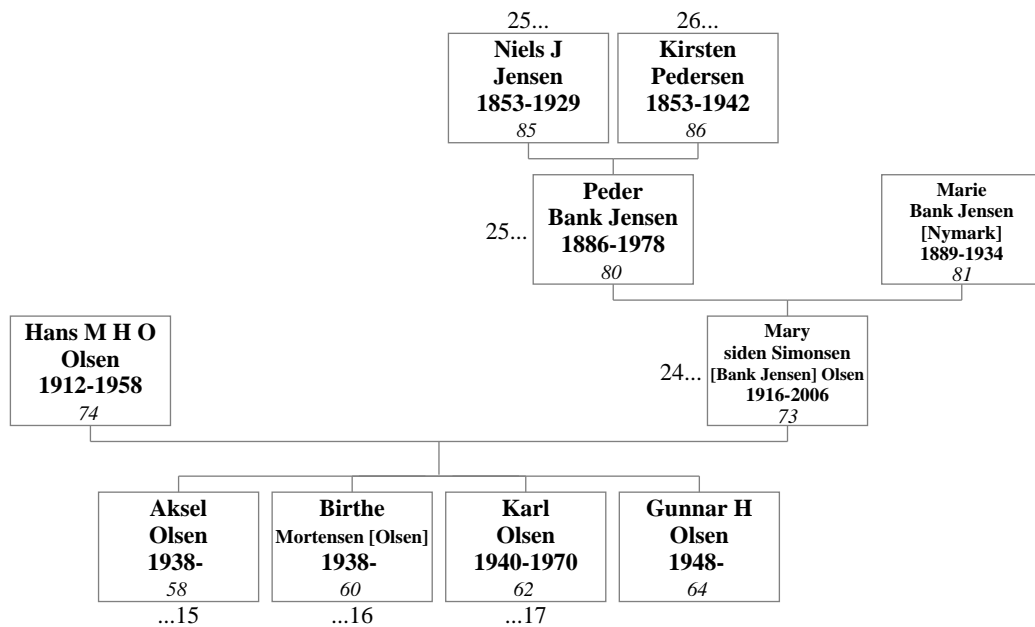 25...
26...
Niels J
Jensen
1853-1929
85
Kirsten
Pedersen
1853-1942
86
25...
Peder
Bank Jensen
1886-1978
80
Marie
Bank Jensen
[Nymark]
1889-1934
81
Hans M H O
Olsen
1912-1958
74
24...
Mary
siden Simonsen
[Bank Jensen] Olsen
1916-2006
73
Aksel
Olsen
1938-
58
...15
Birthe
Mortensen [Olsen]
1938-
60
...16
Karl
Olsen
1940-1970
62
...17
Gunnar H
Olsen
1948-
64